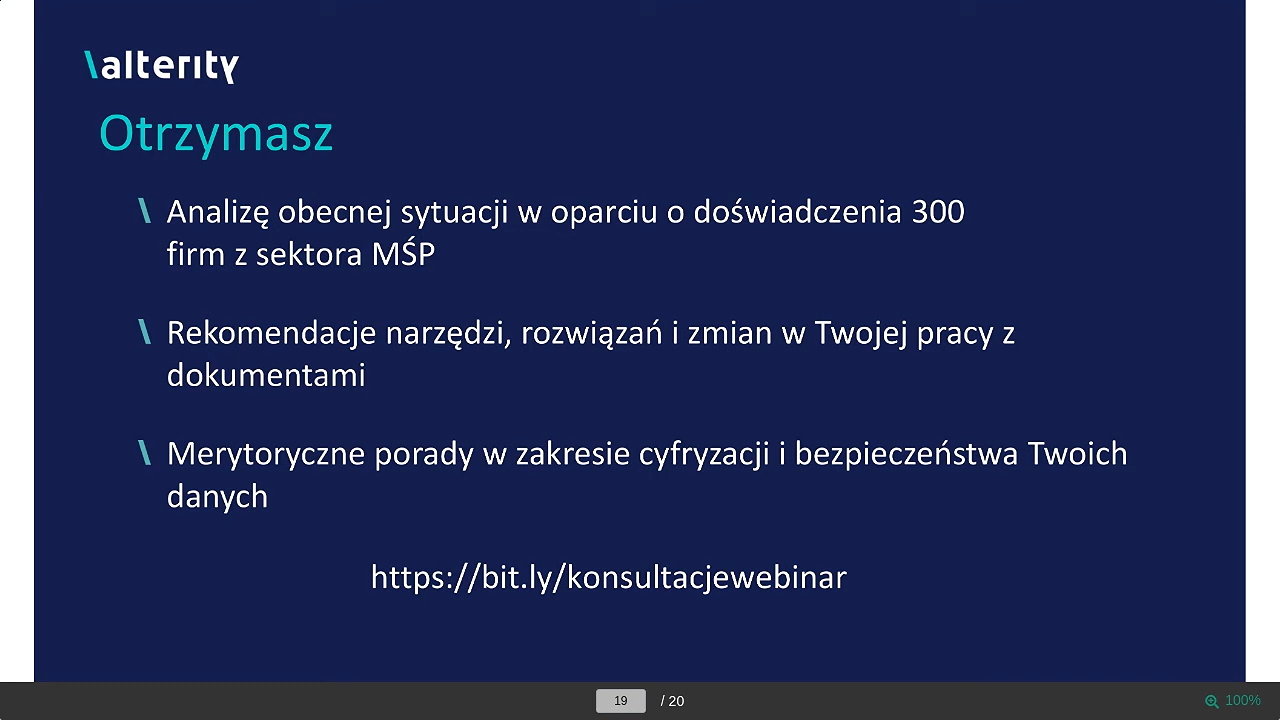 \alterity
Otrzymasz
\ Analizę obecnej sytuacji w oparciu o doświadczenia 300
firm z sektora MŚP
\ Rekomendacje narzędzi, rozwiązań i zmian w Twojej pracy z
dokumentami
\ Merytoryczne porady w zakresie cyfryzacji i bezpieczeństwa Twoich
danych
https://bit.ly/konsultacjewebinar
19 / 20
100%